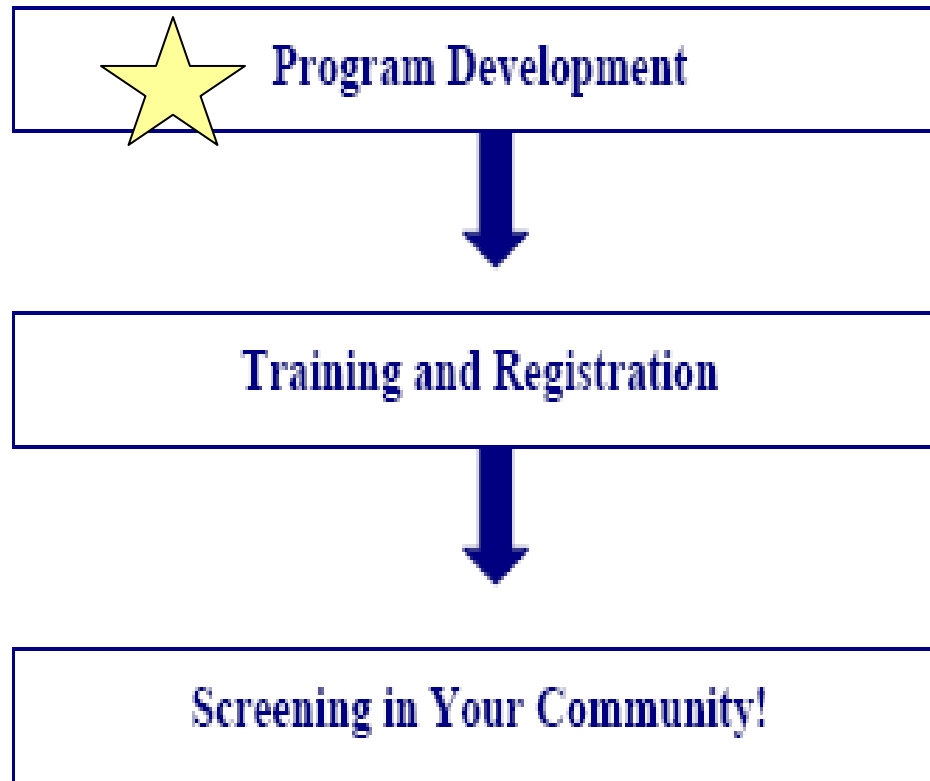 Program Development
Training and Registration
Screening in Your Community!